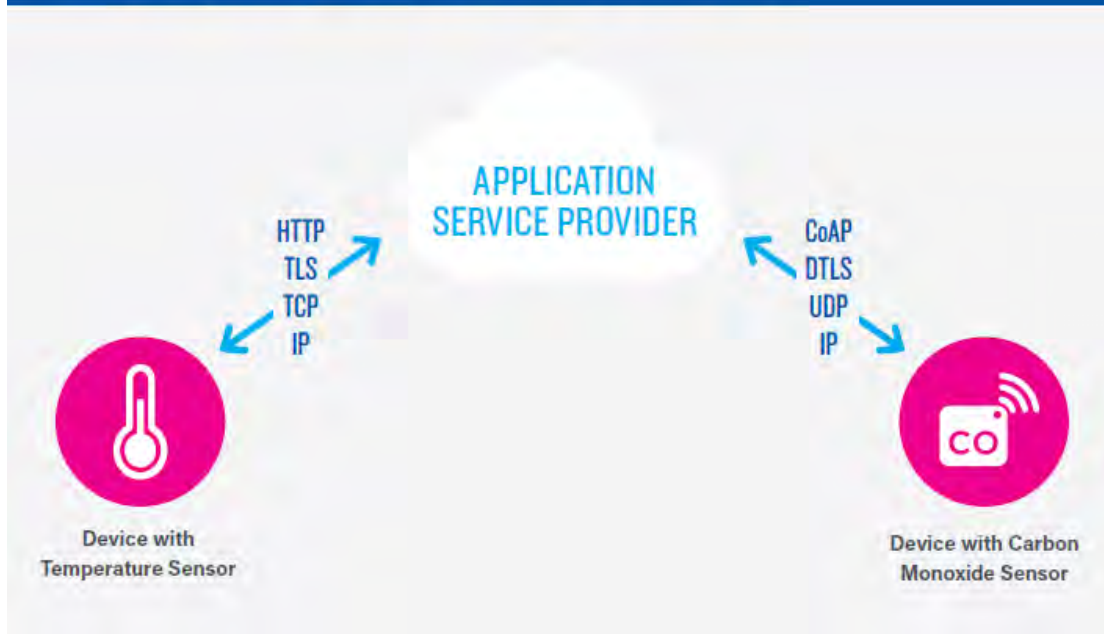 APPLICATION
SERVICE PROVIDER
HTTP
TLS
TCP
IP
CoAP
DTLS
UDP
IP
CO
Device with
Temperature Sensor
Device with Carbon
Monoxide Sensor